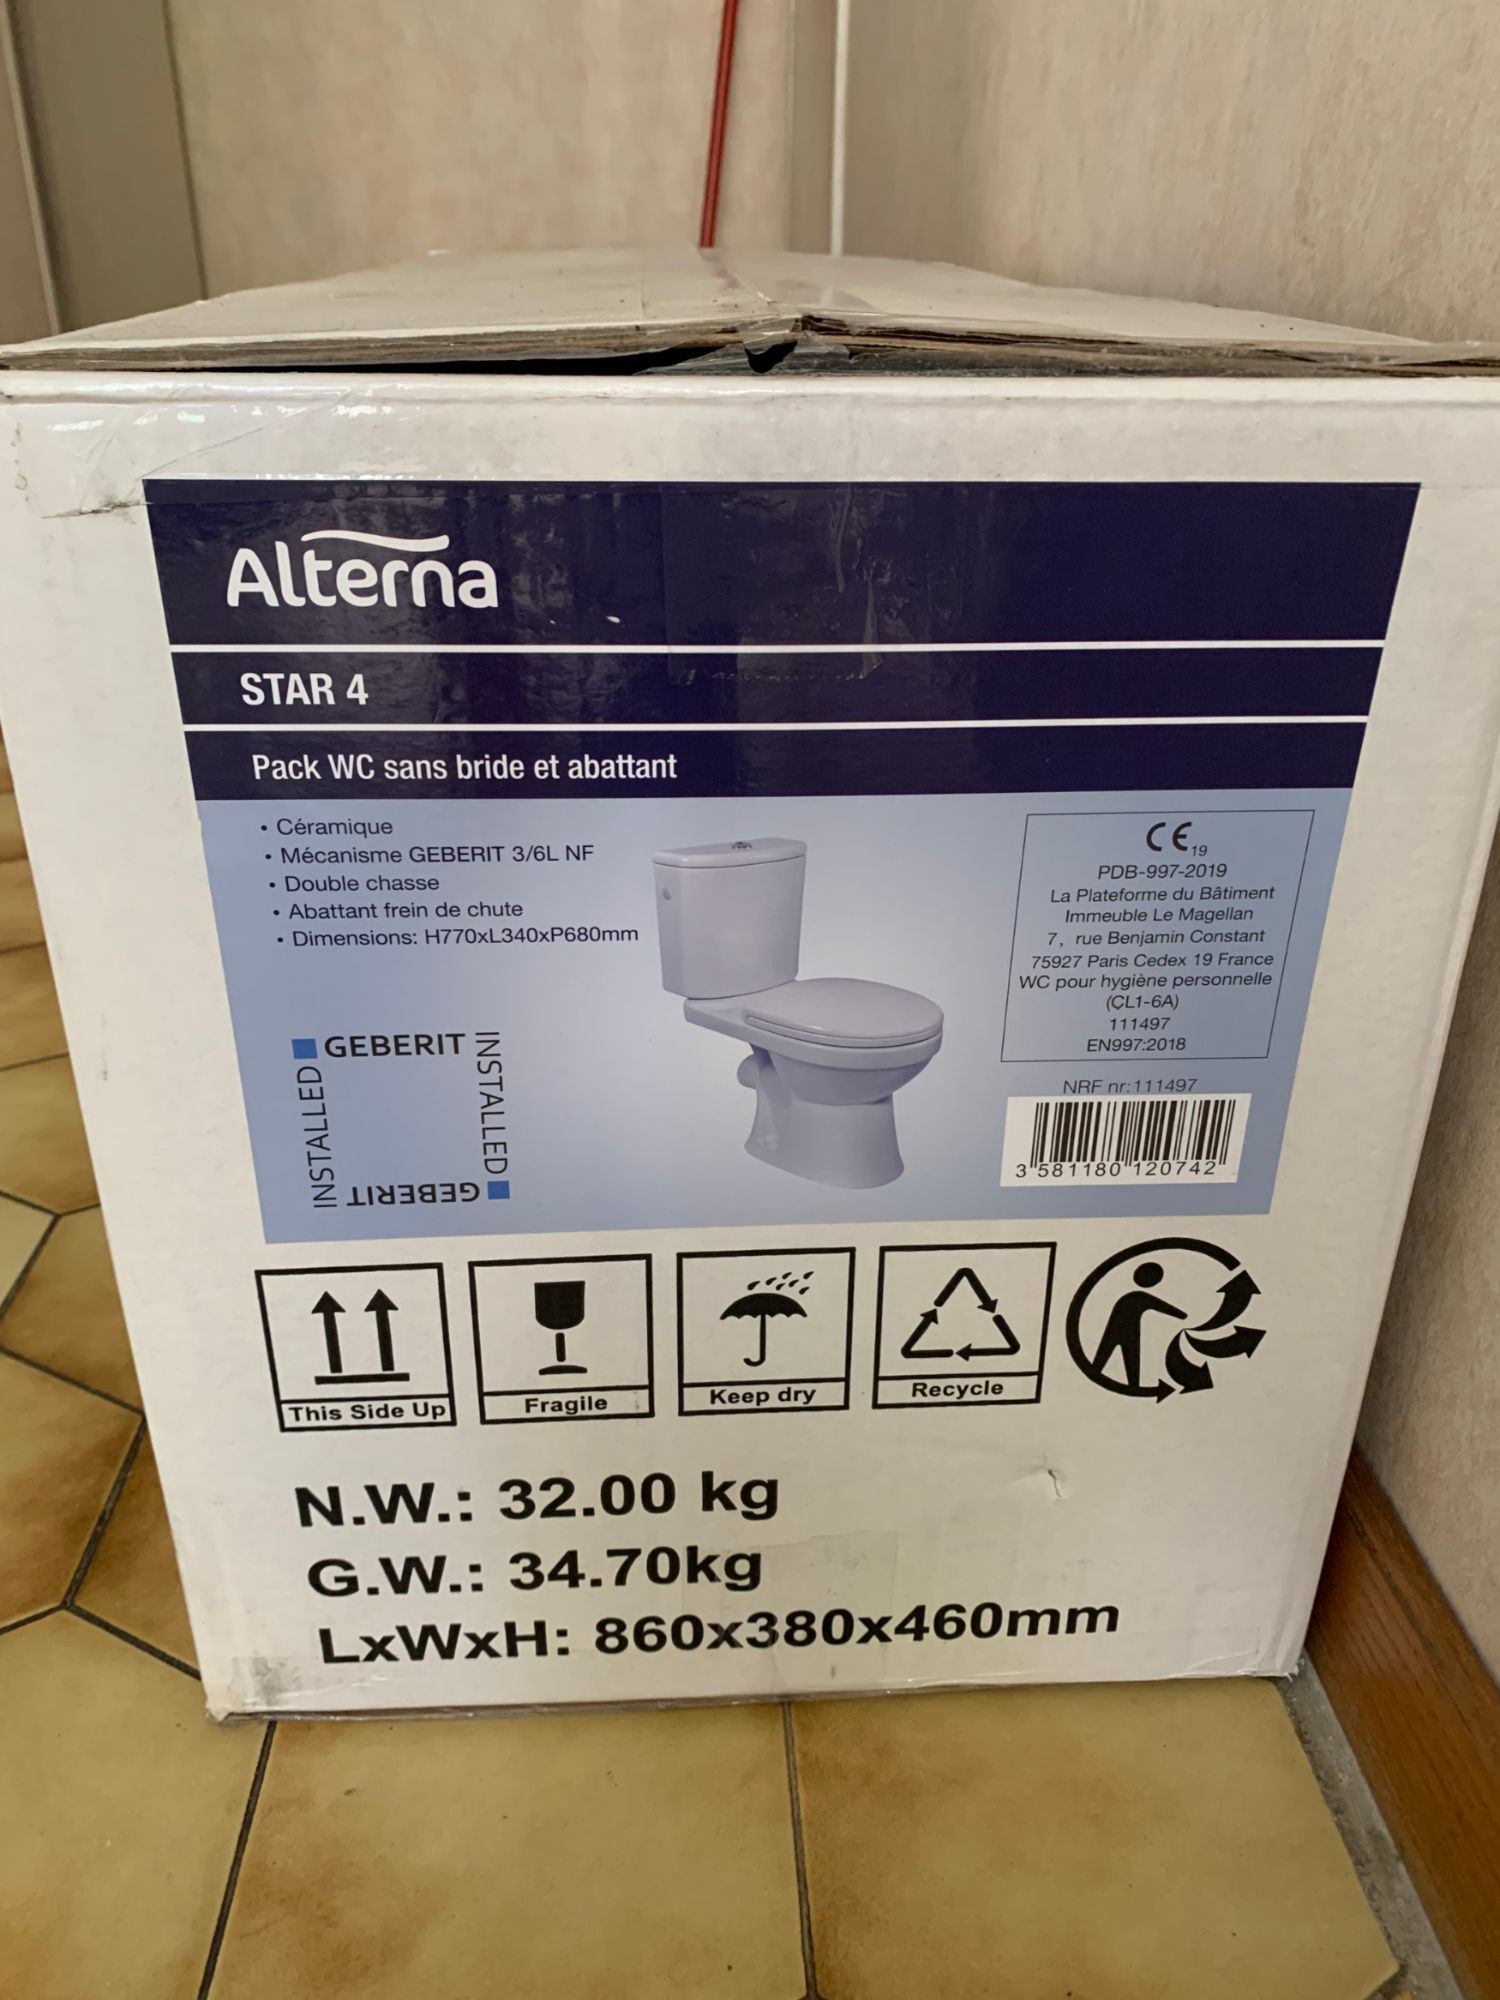 Alterna
STAR 4
Pack WC sans bride et abattant
• Céramique
• Mécanisme GEBERIT 3/6L NF
• Double chasse
• Abattant frein de chute
• Dimensions: H770xL340xP680mm
GEBERIT
INSTALLED
GEBERIT
INSTALLED
CE 19
PDB-997-2019
La Plateforme du Bâtiment
Immeuble Le Magellan
7, rue Benjamin Constant
75927 Paris Cedex 19 France
WC pour hygiène personnelle
(CL1-6A)
111497
EN997:2018
NRF nr:111497
3 581180 120742
This Side Up
Fragile
Keep dry
Recycle
N.W.: 32.00 kg
G.W.: 34.70kg
LxWxH: 860x380x460mm